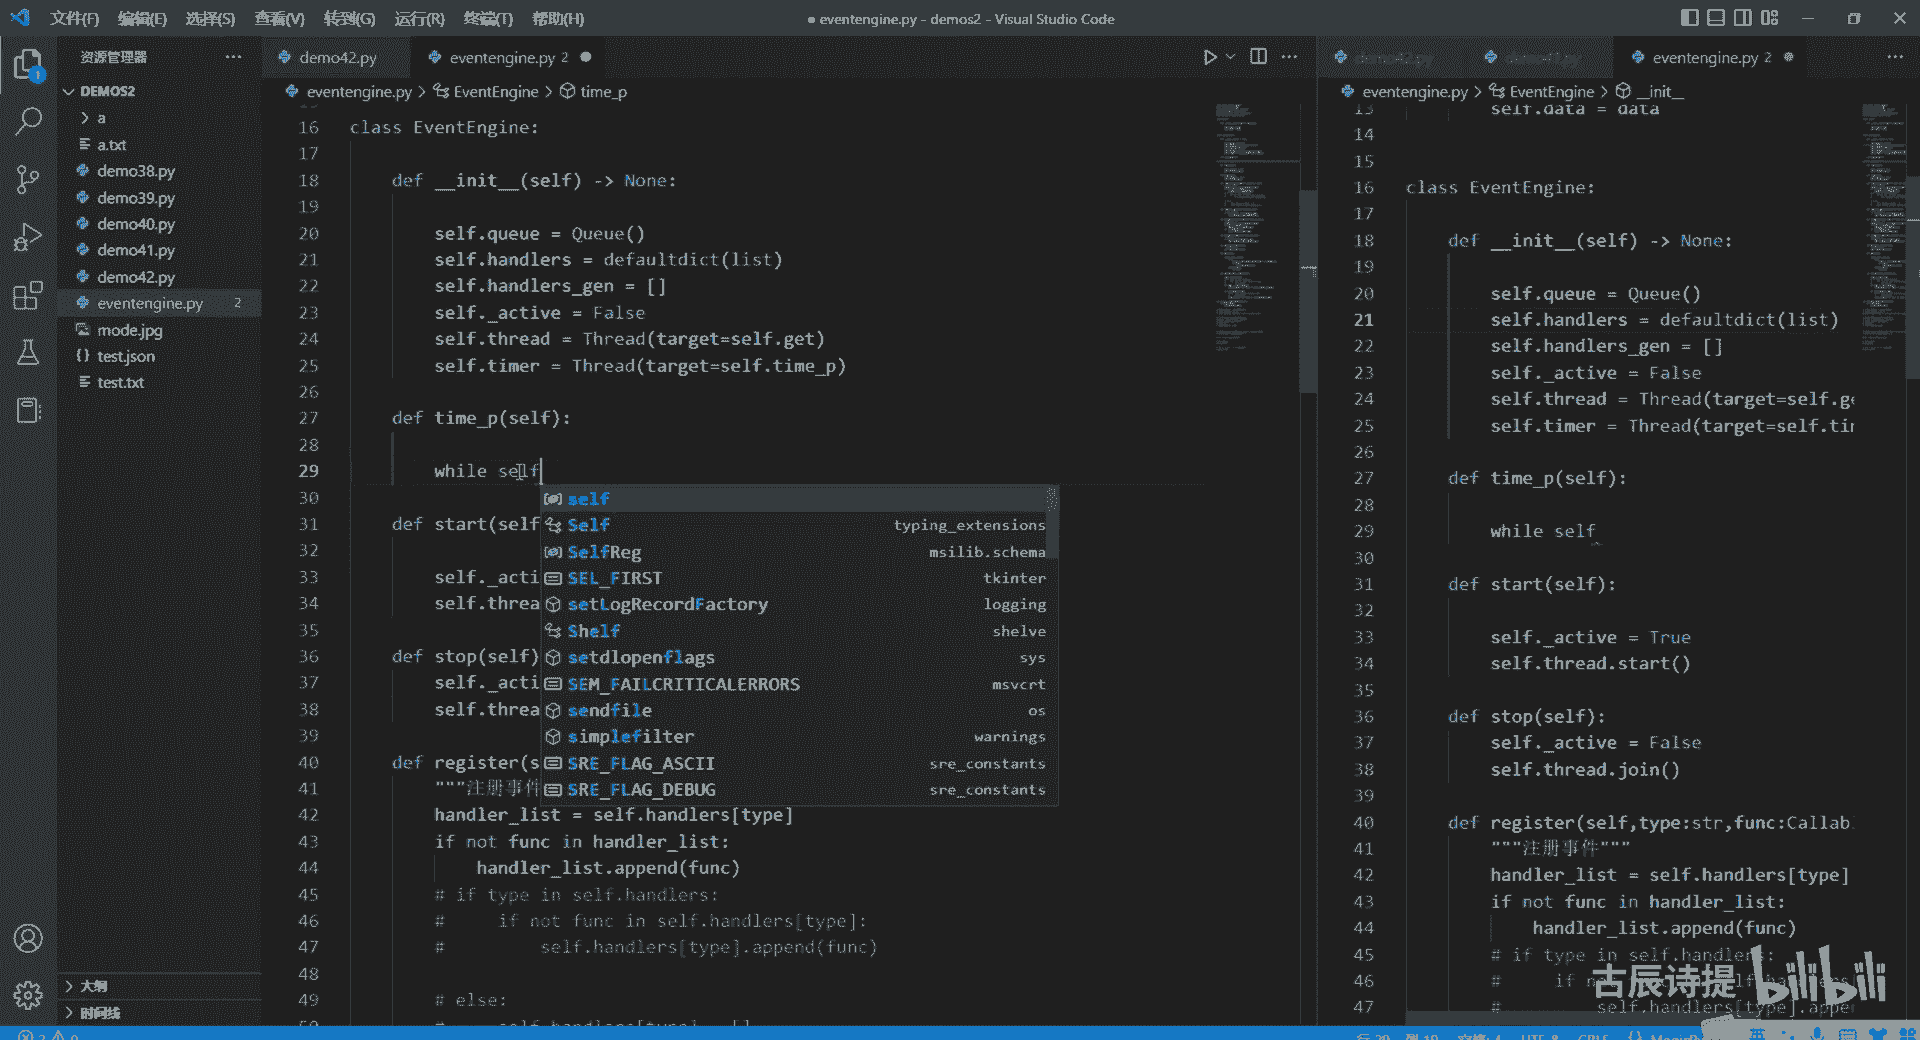 文件(F) 编辑(E) 选择(S) 查看(V) 转到(G) 运行(R) 终端(T) 帮助(H)
● eventengine.py - demos2 - Visual Studio Code
资源管理器
DEMOS2
a
a.txt
demo38.py
demo39.py
demo40.py
demo41.py
demo42.py
eventengine.py 2
mode.jpg
test.json
test.txt
大纲
时间线
1
demo42.py
eventengine.py 2
eventengine.py > EventEngine > time_p
16 class EventEngine:
17
18 def __init__(self) -> None:
19
20 self.queue = Queue()
21 self.handlers = defaultdict(list)
22 self.handlers_gen = []
23 self._active = False
24 self.thread = Thread(target=self.get)
25 self.timer = Thread(target=self.time_p)
26
27 def time_p(self):
28
29 while self
30
31 def start(self
32
33 self._acti
34 self.threa
35
36 def stop(self)
37 self._acti
38 self.threa
39
40 def register(s
41 """注册事件
42 handler_list = self.handlers[type]
43 if not func in handler_list:
44 handler_list.append(func)
45 # if type in self.handlers:
46 # if not func in self.handlers[type]:
47 # self.handlers[type].append(func)
48
49 # else:
self
Self typing_extensions
SelfReg msilib.schema
SEL_FIRST tkinter
setLogRecordFactory logging
Shelf shelve
setdlopenflags sys
SEM_FAILCRITICALERRORS msvcrt
sendfile os
simplefilter warnings
SRE_FLAG_ASCII sre_constants
SRE_FLAG_DEBUG sre_constants
demo42.py demo41.py eventengine.py 2
eventengine.py > EventEngine > __init__
13 self.data = data
14
15
16 class EventEngine:
17
18 def __init__(self) -> None:
19
20 self.queue = Queue()
21 self.handlers = defaultdict(list)
22 self.handlers_gen = []
23 self._active = False
24 self.thread = Thread(target=self.ge
25 self.timer = Thread(target=self.tim
26
27 def time_p(self):
28
29 while self
30
31 def start(self):
32
33 self._active = True
34 self.thread.start()
35
36 def stop(self):
37 self._active = False
38 self.thread.join()
39
40 def register(self,type:str,func:Callab
41 """注册事件"""
42 handler_list = self.handlers[type]
43 if not func in handler_list:
44 handler_list.append(func)
45 # if type in self.handlers:
46 #
47 # self.handlers[type].appe
古辰诗提
bilibili